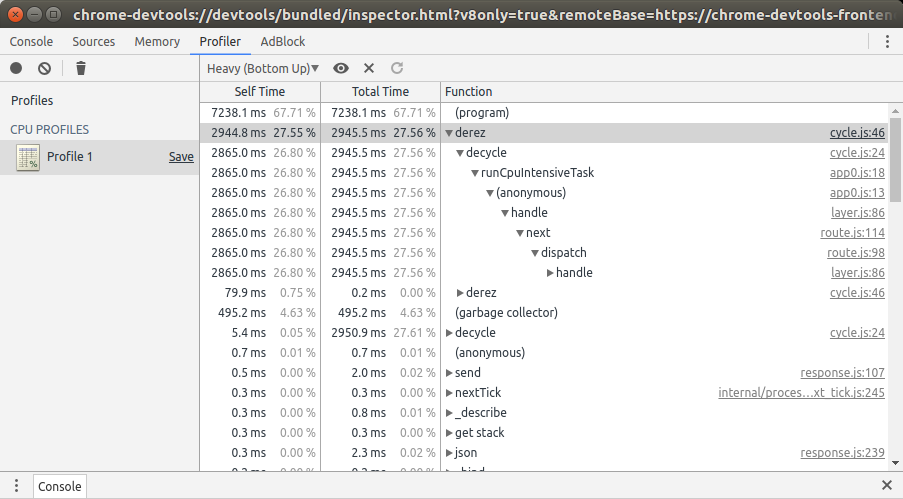 chrome-devtools://devtools/bundled/inspector.html?v8only=true&remoteBase=https://chrome-devtools-fronten
Console Sources Memory Profiler AdBlock
Heavy (Bottom Up)▼
Profiles
CPU PROFILES
Profile 1 Save
Self Time Total Time Function
7238.1 ms 67.71 % 7238.1 ms 67.71 % (program)
2944.8 ms 27.55 % 2945.5 ms 27.56 % ▼derez cycle.js:46
2865.0 ms 26.80 % 2945.5 ms 27.56 % ▼decycle cycle.js:24
2865.0 ms 26.80 % 2945.5 ms 27.56 % ▼runCpuIntensiveTask app0.js:18
2865.0 ms 26.80 % 2945.5 ms 27.56 % ▼(anonymous) app0.js:13
2865.0 ms 26.80 % 2945.5 ms 27.56 % ▼handle layer.js:86
2865.0 ms 26.80 % 2945.5 ms 27.56 % ▼next route.js:114
2865.0 ms 26.80 % 2945.5 ms 27.56 % ▼dispatch route.js:98
2865.0 ms 26.80 % 2945.5 ms 27.56 % ▶handle layer.js:86
79.9 ms 0.75 % 0.2 ms 0.00 % ▶derez cycle.js:46
495.2 ms 4.63 % 495.2 ms 4.63 % (garbage collector)
5.4 ms 0.05 % 2950.9 ms 27.61 % ▶decycle cycle.js:24
0.7 ms 0.01 % 0.7 ms 0.01 % (anonymous)
0.5 ms 0.00 % 2.0 ms 0.02 % ▶send response.js:107
0.3 ms 0.00 % 0.3 ms 0.00 % ▶nextTick internal/proces…xt_tick.js:245
0.3 ms 0.00 % 0.8 ms 0.01 % ▶_describe
0.3 ms 0.00 % 0.3 ms 0.00 % ▶get stack
0.3 ms 0.00 % 2.3 ms 0.02 % ▶json response.js:239
Console